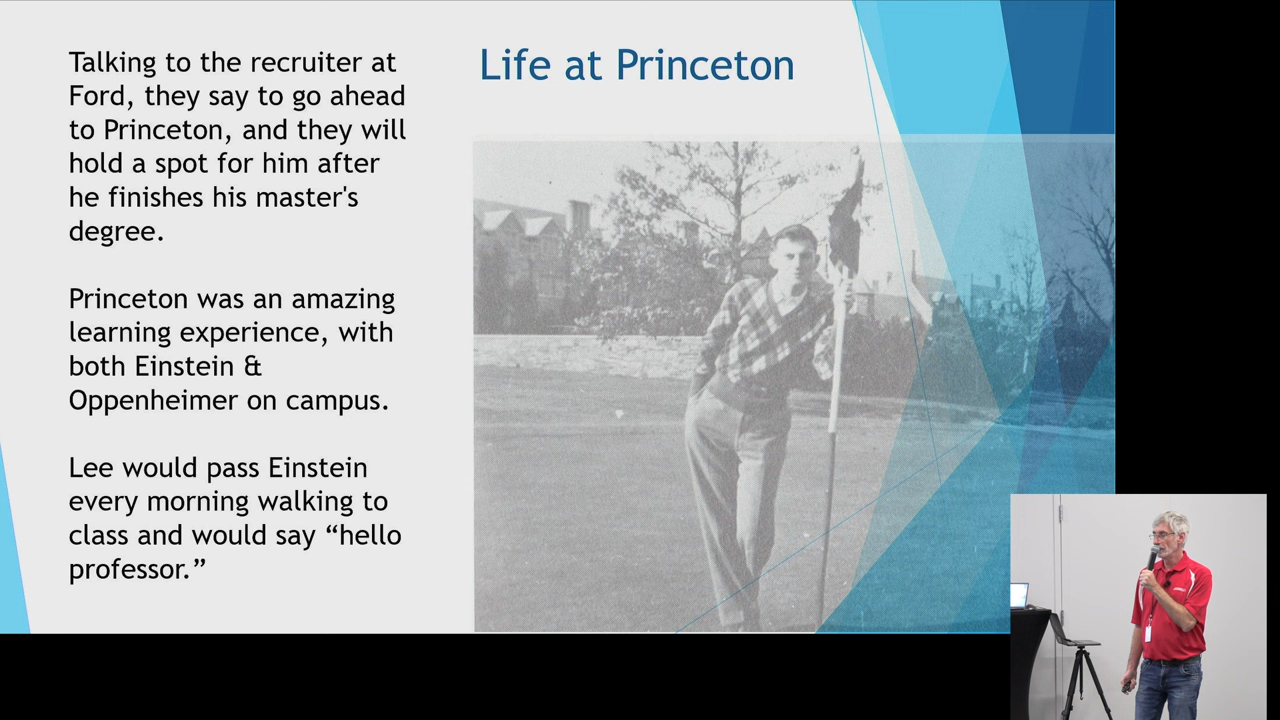 Talking to the recruiter at
Ford, they say to go ahead
to Princeton, and they will
hold a spot for him after
he finishes his master's
degree.
Princeton was an amazing
learning experience, with
both Einstein &
Oppenheimer on campus.
Lee would pass Einstein
every morning walking to
class and would say “hello
professor.”
Life at Princeton